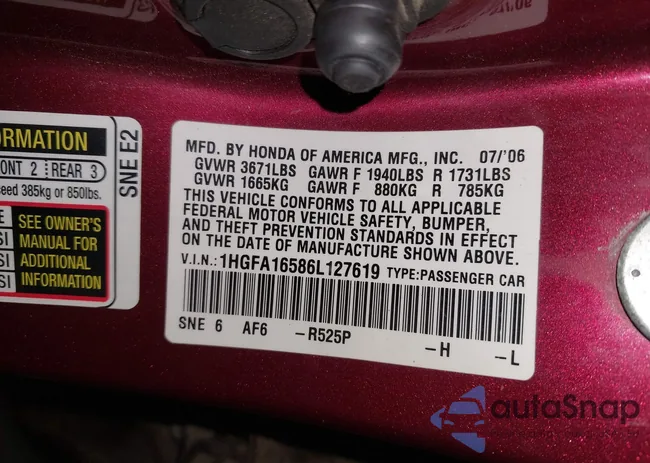 ORMATION
ONT 2 REAR 3
eed 385kg or 850lbs.
SEE OWNER'S
MANUAL FOR
ADDITIONAL
INFORMATION
E
SI
SI
SI
SNE E2
MFD. BY HONDA OF AMERICA MFG., INC. 07/'06
GVWR 3671LBS GAWR F 1940LBS R 1731LBS
GVWR 1665KG GAWR F 880KG R 785KG
THIS VEHICLE CONFORMS TO ALL APPLICABLE
FEDERAL MOTOR VEHICLE SAFETY, BUMPER,
AND THEFT PREVENTION STANDARDS IN EFFECT
ON THE DATE OF MANUFACTURE SHOWN ABOVE.
V.I.N.: 1HGFA16586L127619 TYPE:PASSENGER CAR
SNE 6 AF6 -R525P -H -L
autoSnap